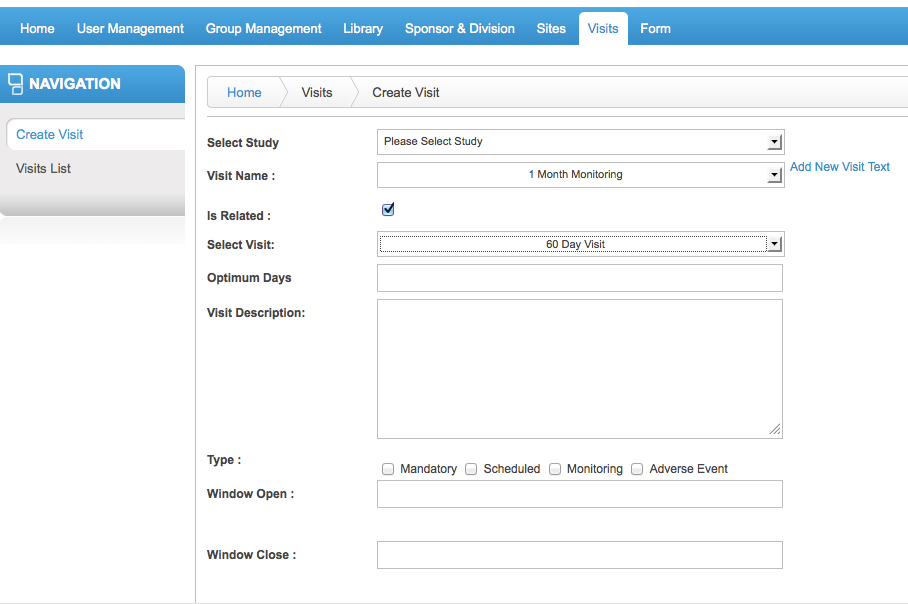 Home User Management Group Management Library Sponsor & Division Sites Visits Form
NAVIGATION
Create Visit
Visits List
Home Visits Create Visit
Select Study Please Select Study
Visit Name : 1 Month Monitoring Add New Visit Text
Is Related :
Select Visit: 60 Day Visit
Optimum Days
Visit Description:
Type : Mandatory Scheduled Monitoring Adverse Event
Window Open :
Window Close :